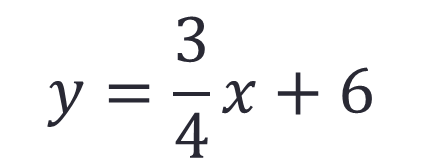 y = 3/4 x + 6